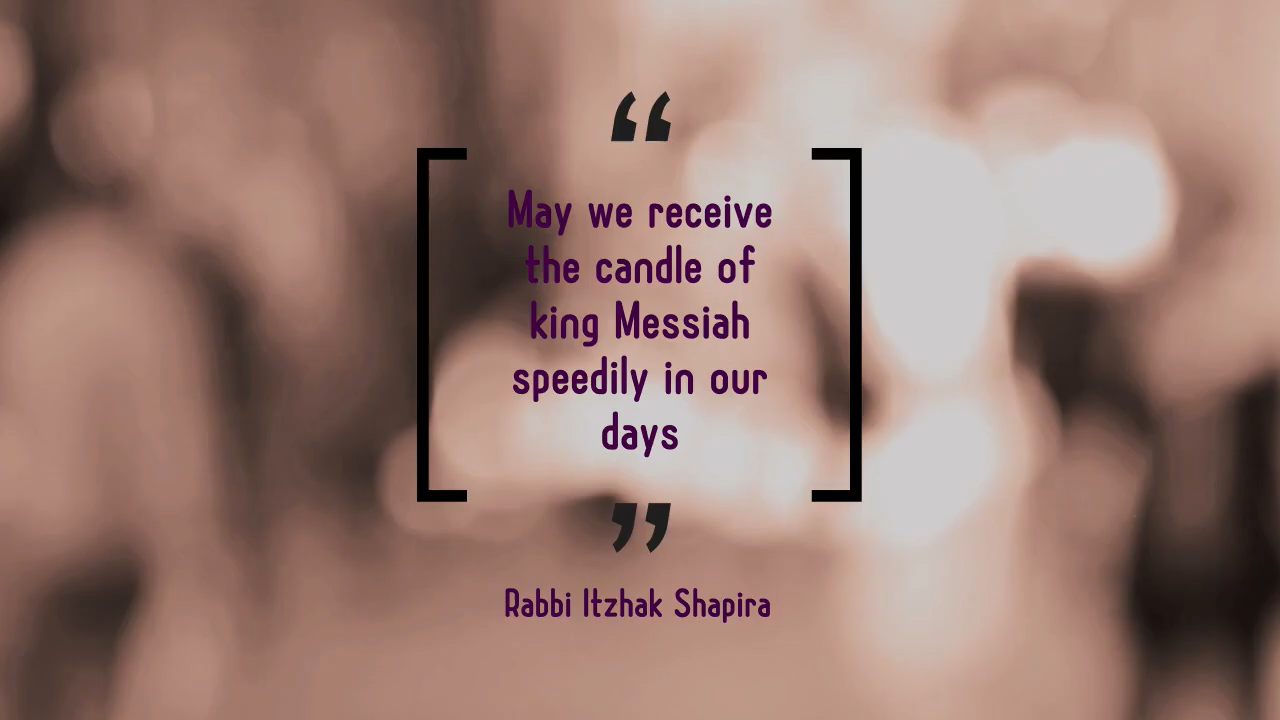 “
May we receive
the candle of
king Messiah
speedily in our
days
”
Rabbi Itzhak Shapira